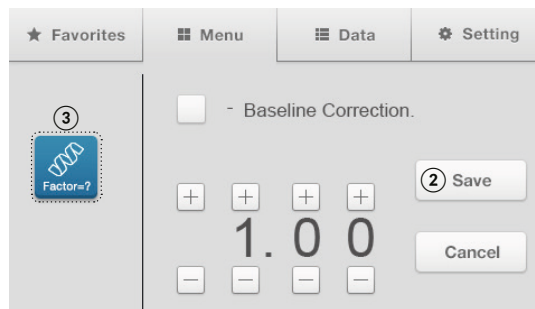 ★ Favorites
Menu
Data
Setting
③
Factor=?
- Baseline Correction.
② Save
+ + + +
1.00
− − − −
Cancel